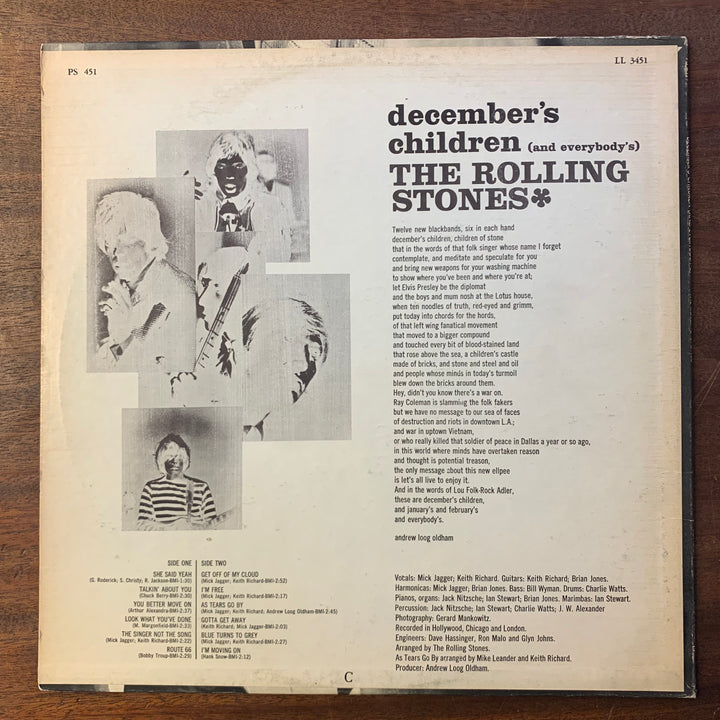 PS 451
LL 3451
december's
children (and everybody's)
THE ROLLING
STONES*
Twelve new blackbands, six in each hand
december's children, children of stone
that in the words of that folk singer whose name I forget
contemplate, and meditate and speculate for you
and bring new weapons for your washing machine
to show where you've been and where you're at;
let Elvis Presley be the diplomat
and the boys and mum nosh at the Lotus house,
when ten noodles of truth, red-eyed and grimm,
put today into chords for the hords,
of that left wing fanatical movement
that moved to a bigger compound
and touched every bit of blood-stained land
that rose above the sea, a children's castle
made of bricks, and stone and steel and oil
and people whose minds in today's turmoil
blew down the bricks around them.
Hey, didn't you know there's a war on.
Ray Coleman is slamming the folk fakers
but we have no message to our sea of faces
of destruction and riots in downtown L.A.;
and war in uptown Vietnam,
or who really killed that soldier of peace in Dallas a year or so ago,
in this world where minds have overtaken reason
and thought is potential treason,
the only message about this new ellpee
is let's all live to enjoy it.
And in the words of Lou Folk-Rock Adler,
these are december's children,
and january's and february's
and everybody's.
andrew loog oldham
SIDE ONE
SHE SAID YEAH
(G. Roderick; S. Christy; R. Jackson-BMI-1:30)
TALKIN' ABOUT YOU
(Chuck Berry-BMI-2:30)
YOU BETTER MOVE ON
(Arthur Alexandra-BMI-2:37)
LOOK WHAT YOU'VE DONE
(M. Morgonfield-BMI-2:33)
THE SINGER NOT THE SONG
(Mick Jagger; Keith Richard-BMI-2:22)
ROUTE 66
(Bobby Troup-BMI-2:29)
SIDE TWO
GET OFF OF MY CLOUD
(Mick Jagger; Keith Richard-BMI-2:52)
I'M FREE
(Mick Jagger; Keith Richard-BMI-2:17)
AS TEARS GO BY
(Mick Jagger; Keith Richard; Andrew Loog Oldham-BMI-2:45)
GOTTA GET AWAY
(Keith Richard; Mick Jagger-BMI-2:03)
BLUE TURNS TO GREY
(Mick Jagger; Keith Richard-BMI-2:27)
I'M MOVING ON
(Hank Snow-BMI-2:12)
Vocals: Mick Jagger; Keith Richard. Guitars: Keith Richard; Brian Jones.
Harmonicas: Mick Jagger; Brian Jones. Bass: Bill Wyman. Drums: Charlie Watts.
Pianos, organs: Jack Nitzsche; Ian Stewart; Brian Jones. Marimbas: Ian Stewart.
Percussion: Jack Nitzsche; Ian Stewart; Charlie Watts; J. W. Alexander
Photography: Gerard Mankowitz.
Recorded in Hollywood, Chicago and London.
Engineers: Dave Hassinger, Ron Malo and Glyn Johns.
Arranged by The Rolling Stones.
As Tears Go By arranged by Mike Leander and Keith Richard.
Producer: Andrew Loog Oldham.
C